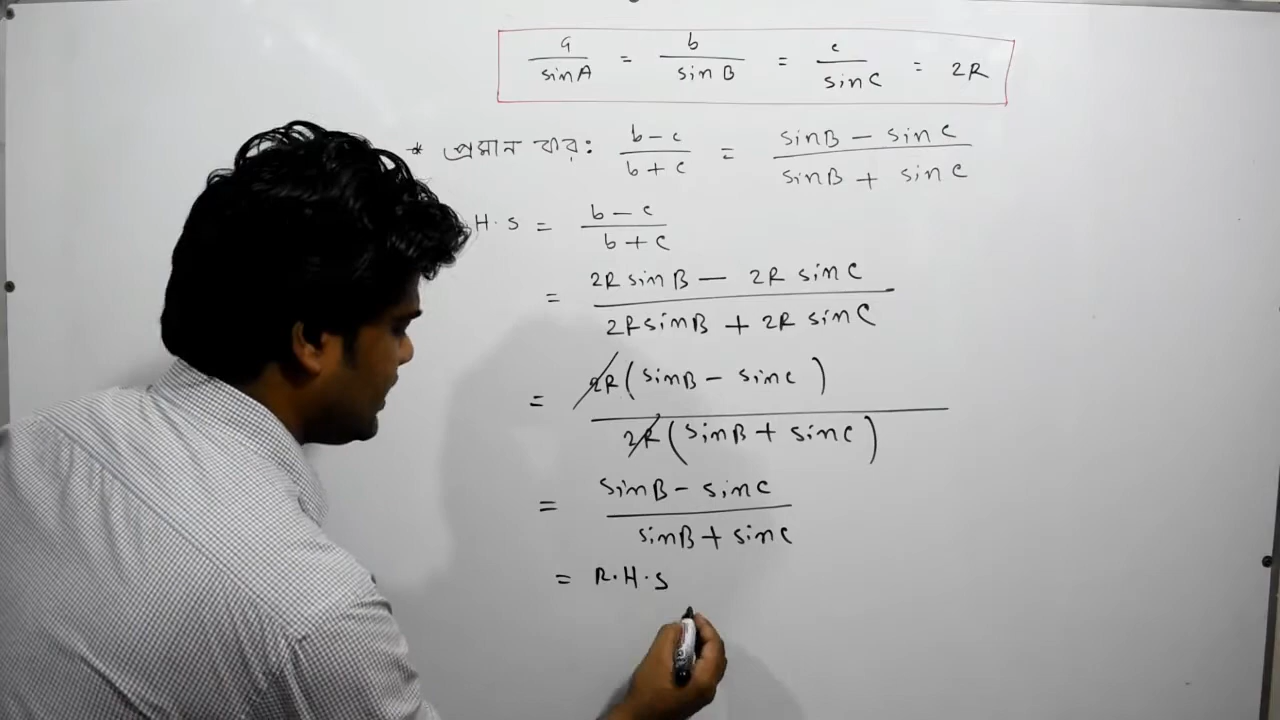 a/sinA = b/sinB = c/sinC = 2R
* প্রমান কর: b-c/b+c = sinB - sinC/sinB + sinC
H.S = b-c/b+c
= 2R sinB - 2R sinC/2R sinB + 2R sinC
= 2R(sinB - sinC)/2R(sinB + sinC)
= sinB - sinC/sinB + sinC
= R.H.S